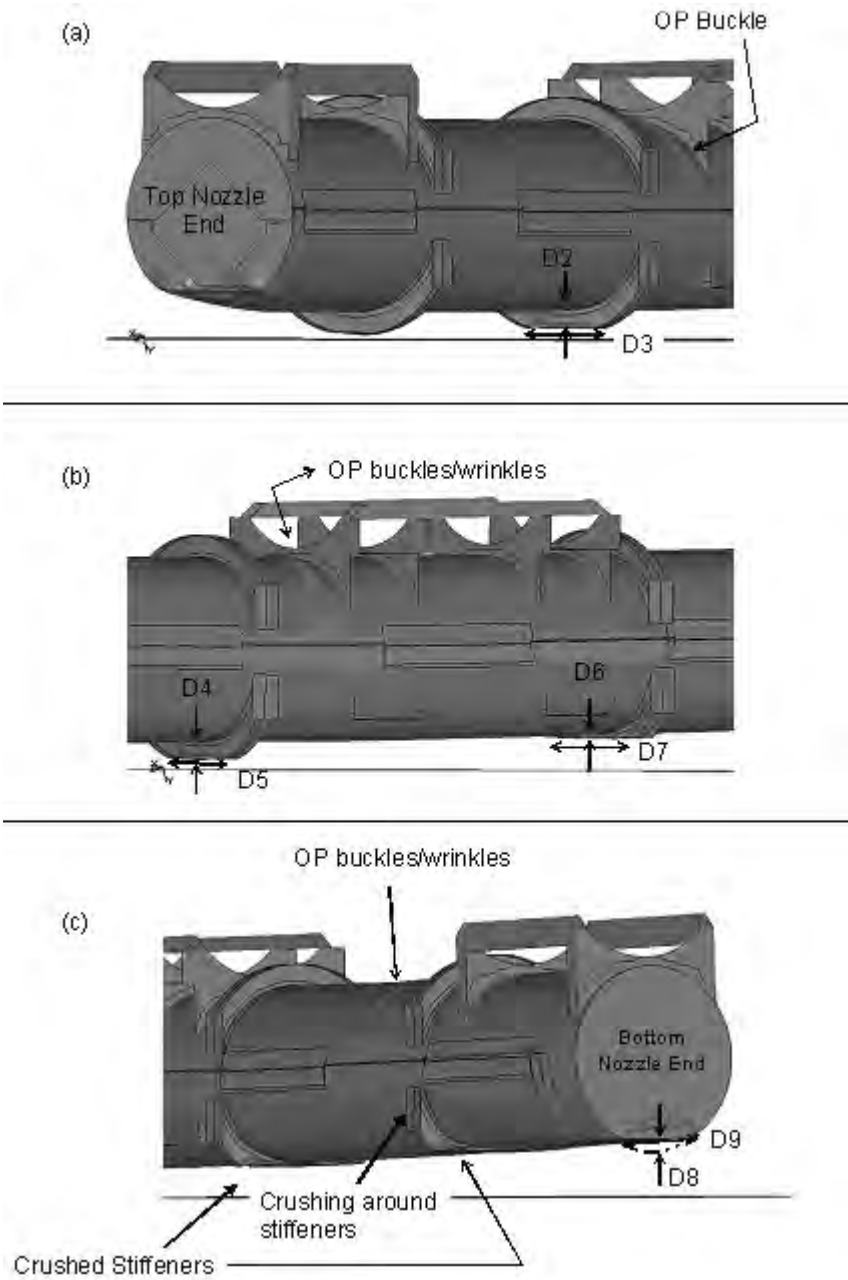 (a)
OP Buckle
Top Nozzle
End
D2
D3
(b)
OP buckles/wrinkles
D4
D6
D5
D7
OP buckles/wrinkles
(c)
Bottom
Nozzle End
D9
D8
Crushing around
stiffeners
Crushed Stiffeners